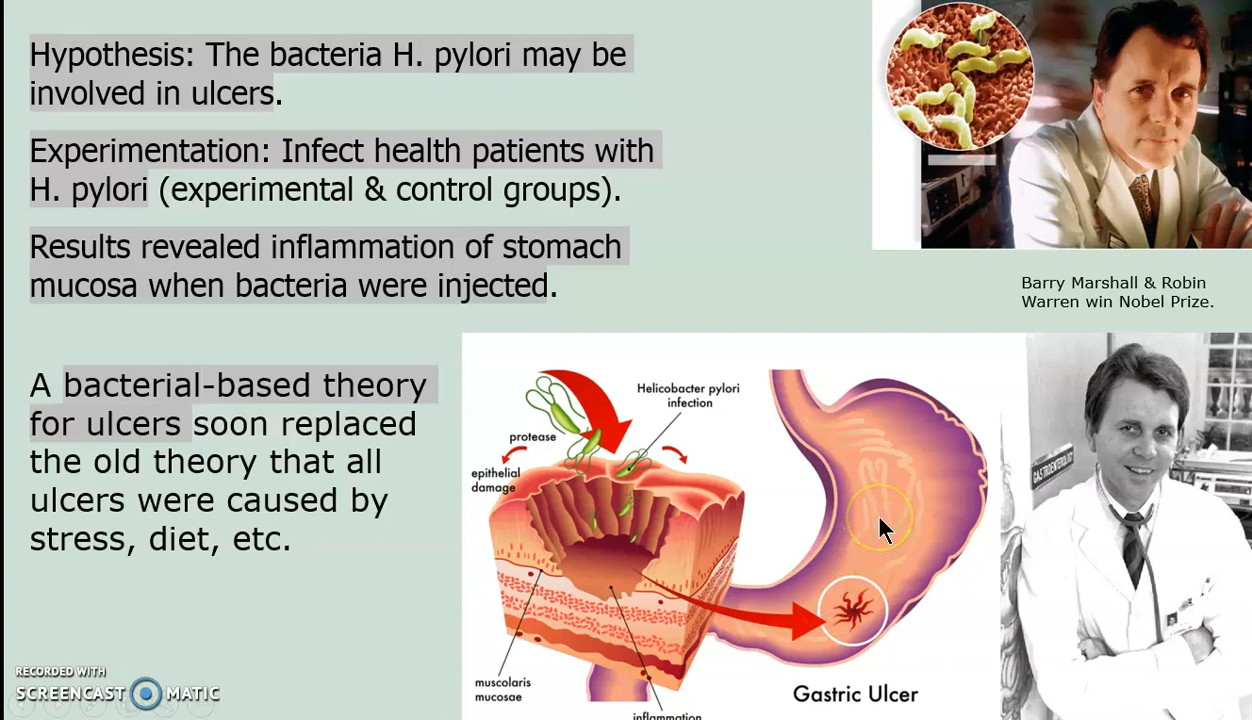 Hypothesis: The bacteria H. pylori may be
involved in ulcers.
Experimentation: Infect health patients with
H. pylori (experimental & control groups).
Results revealed inflammation of stomach
mucosa when bacteria were injected.
Barry Marshall & Robin
Warren win Nobel Prize.
A bacterial-based theory
for ulcers soon replaced
the old theory that all
ulcers were caused by
stress, diet, etc.
Helicobacter pylori
infection
protease
epithelial
damage
muscolaris
mucosae
inflammation
Gastric Ulcer
GASTROENTEROLOGY
RECORDED WITH
SCREENCAST MATIC